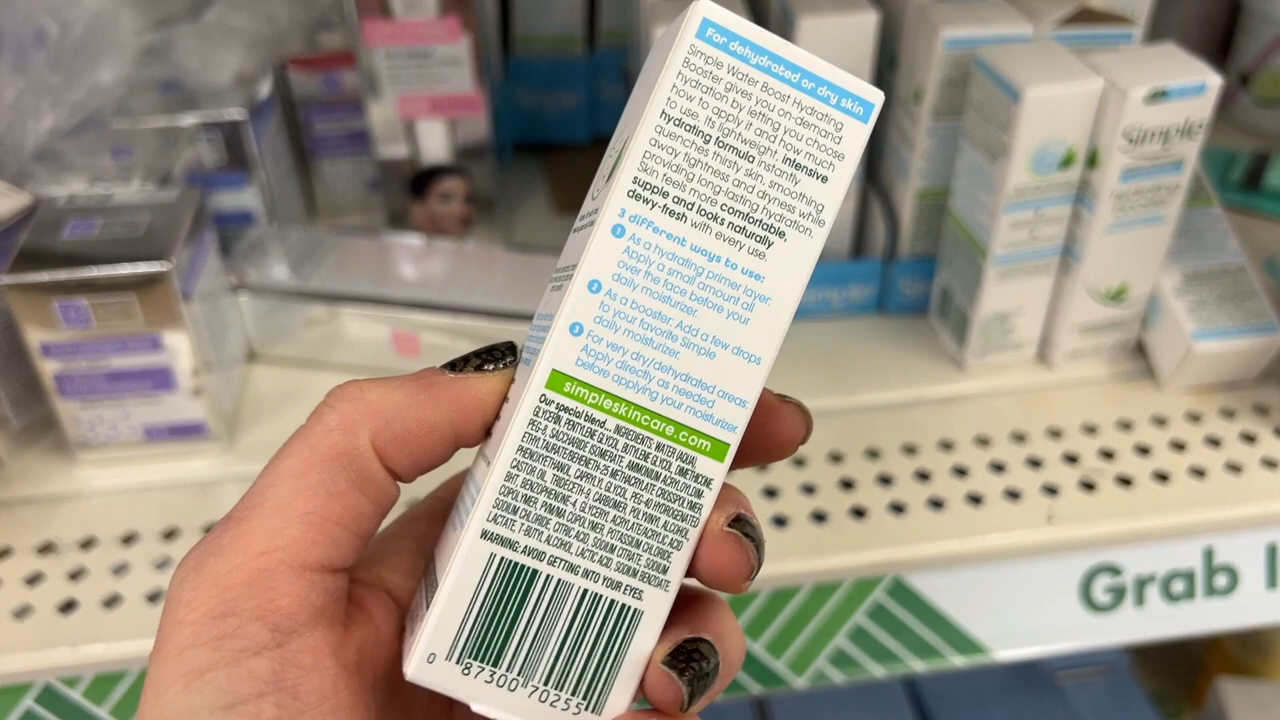 For dehydrated or dry skin
Simple Water Boost Hydrating
Booster gives you on-demand
hydration by letting you choose
how to apply it and how much
to use. Its lightweight, intensive
hydrating formula instantly
quenches thirsty skin, smoothing
away tightness and dryness while
providing long-lasting hydration.
Skin feels more comfortable,
supple and looks naturally
dewy-fresh with every use.
3 different ways to use:
1 As a hydrating primer layer:
Apply a small amount all
over the face before your
daily moisturizer.
2 As a booster: Add a few drops
to your favorite Simple
daily moisturizer.
3 For very dry/dehydrated areas:
Apply directly as needed
before applying your moisturizer.
simpleskincare.com
Our special blend... INGREDIENTS: WATER (AQUA),
GLYCERIN, PENTYLENE GLYCOL, BUTYLENE GLYCOL, DIMETHICONE,
PEG-8, SACCHARIDE ISOMERATE, AMMONIUM ACRYLOYLDIM-
ETHYLTAURATE/BEHENETH-25 METHACRYLATE CROSSPOLYMER,
PHENOXYETHANOL, CAPRYLYL GLYCOL, PEG-40 HYDROGENATED
CASTOR OIL, TRIDECETH-9, CARBOMER, POLYVINYL ALCOHOL,
BHT, BENZOPHENONE-4, GLYCERYL ACRYLATE/ACRYLIC ACID
COPOLYMER, PVM/MA COPOLYMER, POTASSIUM CHLORIDE,
SODIUM CHLORIDE, CITRIC ACID, SODIUM CITRATE, SODIUM
LACTATE, T-BUTYL ALCOHOL, LACTIC ACID, SODIUM BENZOATE.
WARNING: AVOID GETTING INTO YOUR EYES.
0 87300 70255
Simple
Simple
Grab